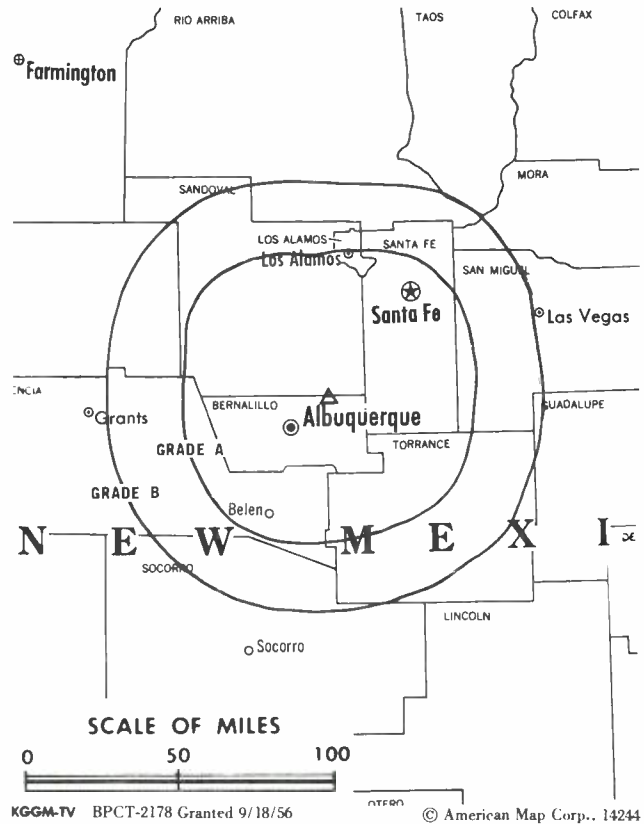 RIO ARRIBA
TAOS
COLFAX
Farmington
MORA
SANDOVAL
LOS ALAMOS
SANTA FE
Los Alamos
SAN MIGUEL
Santa Fe
Las Vegas
ENCIA
BERNALILLO
GUADALUPE
Grants
Albuquerque
TORRANCE
GRADE A
GRADE B
Belen
N E W M E X I
DE
SOCORRO
LINCOLN
Socorro
SCALE OF MILES
0 50 100
OTERO
KGGM-TV BPCT-2178 Granted 9/18/56
© American Map Corp., 14244